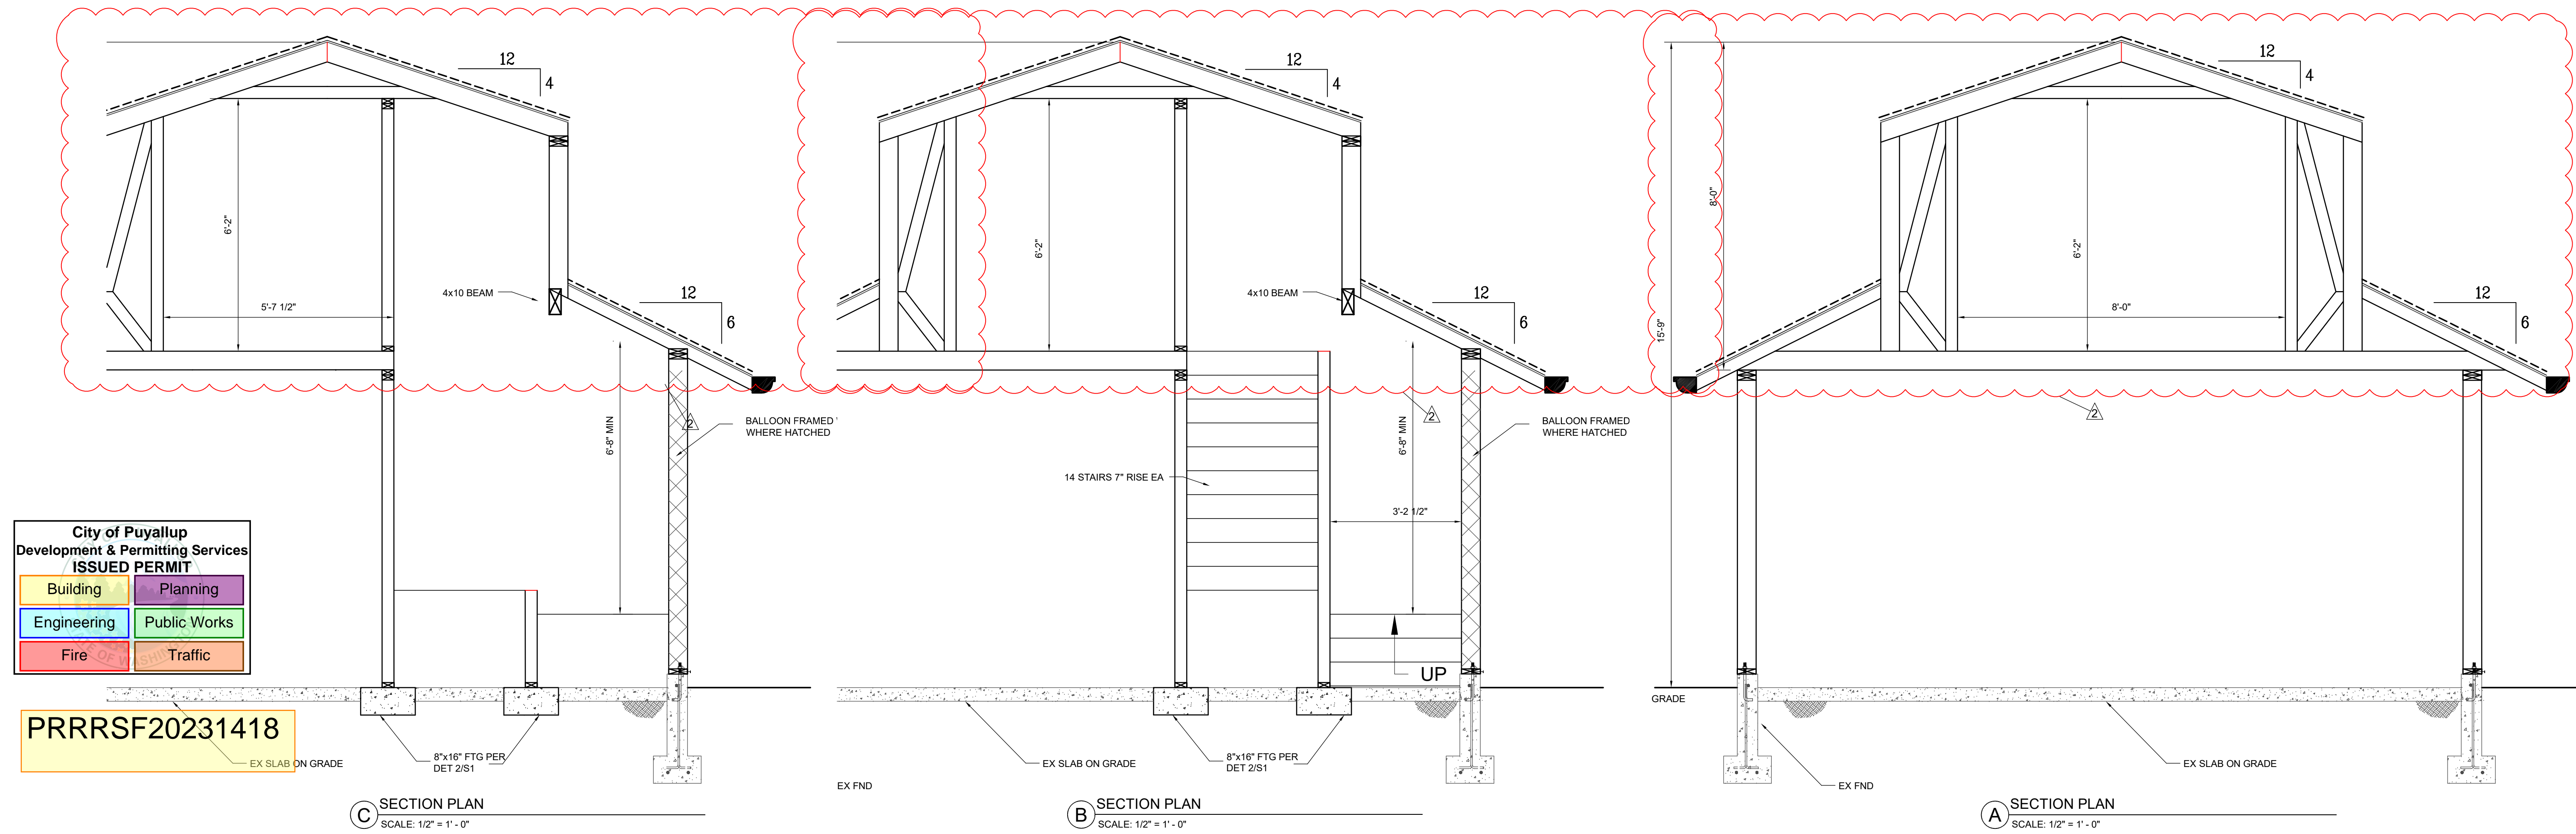 12
4
6'-2"
5'-7 1/2"
4x10 BEAM
12
6
6'-8" MIN
2
BALLOON FRAMED
WHERE HATCHED
City of Puyallup
Development & Permitting Services
ISSUED PERMIT
Building
Planning
Engineering
Public Works
Fire
Traffic
PRRRSF20231418
EX SLAB ON GRADE
8"x16" FTG PER
DET 2/S1
C
SECTION PLAN
SCALE: 1/2" = 1' - 0"
12
4
6'-2"
4x10 BEAM
12
6
6'-8" MIN
2
BALLOON FRAMED
WHERE HATCHED
14 STAIRS 7" RISE EA
3'-2 1/2"
UP
EX SLAB ON GRADE
8"x16" FTG PER
DET 2/S1
EX FND
B
SECTION PLAN
SCALE: 1/2" = 1' - 0"
12
4
8'-0"
15'-9"
6'-2"
8'-0"
12
6
2
GRADE
EX SLAB ON GRADE
EX FND
A
SECTION PLAN
SCALE: 1/2" = 1' - 0"